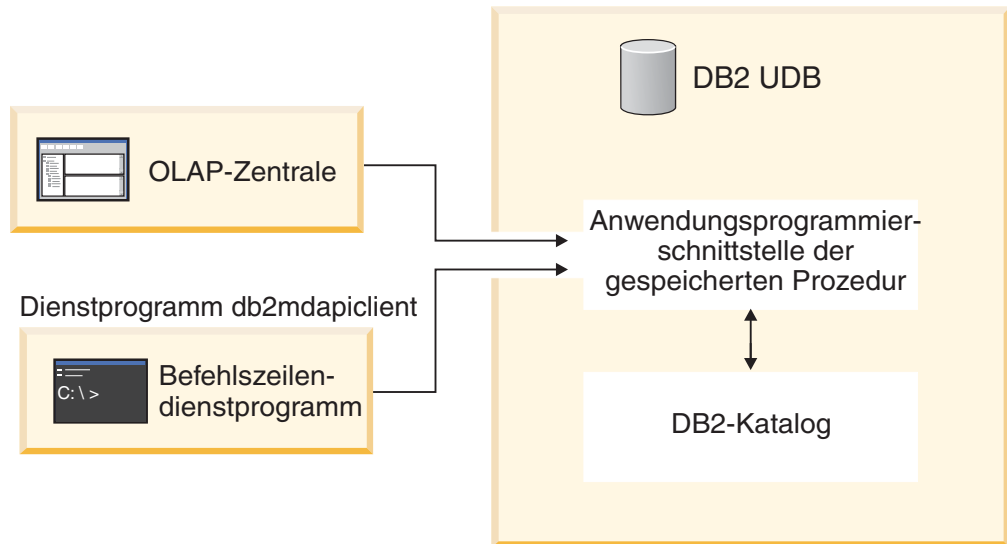 DB2 UDB
OLAP-Zentrale
Anwendungsprogrammier-
schnittstelle der
gespeicherten Prozedur
Dienstprogramm db2mdapiclient
C: \ >
Befehlszeilen-
dienstprogramm
DB2-Katalog